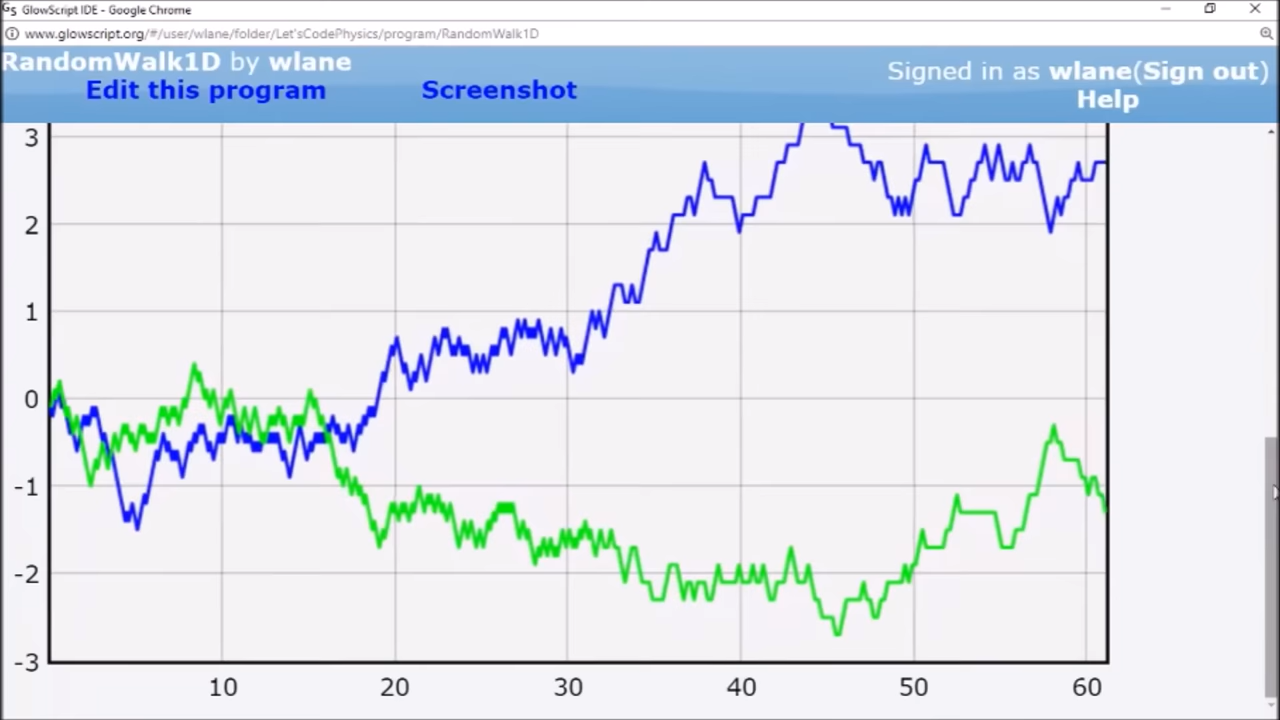 GlowScript IDE - Google Chrome
www.glowscript.org/#/user/wlane/folder/Let'sCodePhysics/program/RandomWalk1D
RandomWalk1D by wlane
Signed in as wlane(Sign out)
Edit this program Screenshot
Help
3
2
1
0
-1
-2
-3
10 20 30 40 50 60